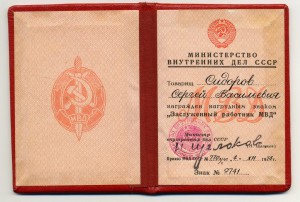 МВД
МИНИСТЕРСТВО
ВНУТРЕННИХ ДЕЛ СССР
Товарищ Сидоров
Сергей Васильевич
награжден нагрудным знаком
"Заслуженный работник МВД"
Министр
внутренних дел СССР
Знак № 9741